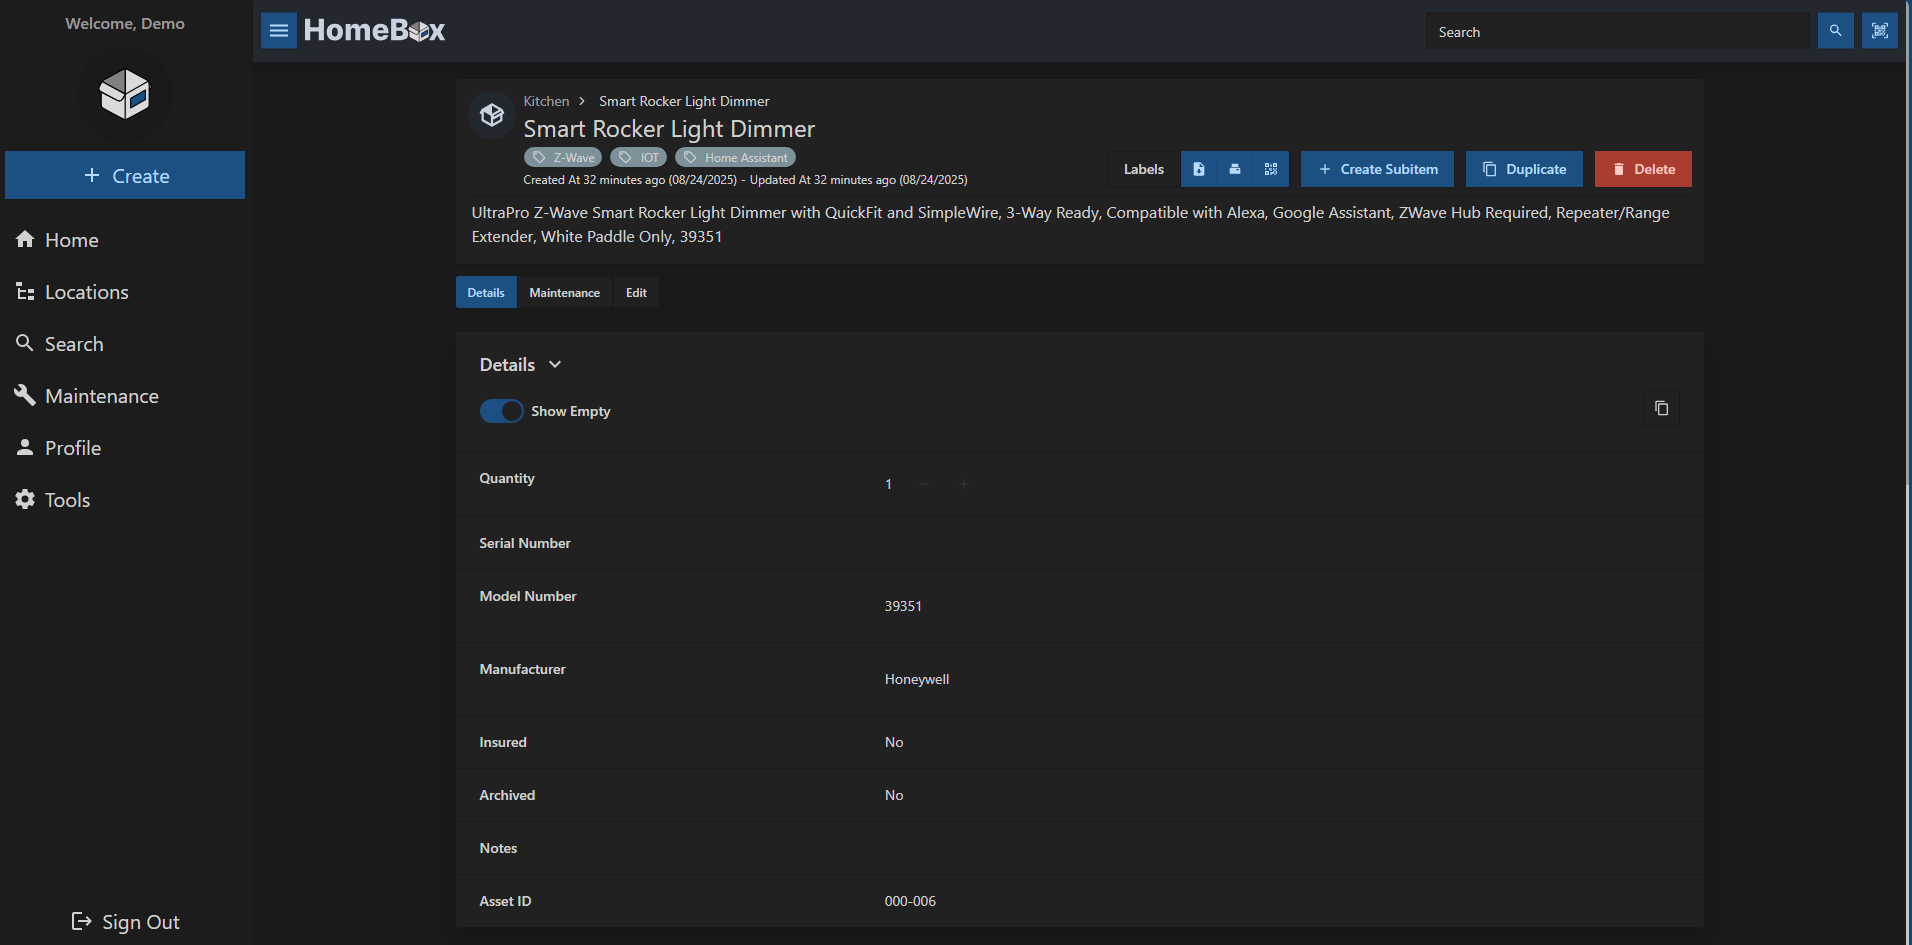 Welcome, Demo
Create
Home
Locations
Search
Maintenance
Profile
Tools
Sign Out
HomeBox
Search
Kitchen > Smart Rocker Light Dimmer
Smart Rocker Light Dimmer
Z-Wave IOT Home Assistant
Created At 32 minutes ago (08/24/2025) - Updated At 32 minutes ago (08/24/2025)
Labels Create Subitem Duplicate Delete
UltraPro Z-Wave Smart Rocker Light Dimmer with QuickFit and SimpleWire, 3-Way Ready, Compatible with Alexa, Google Assistant, ZWave Hub Required, Repeater/Range
Extender, White Paddle Only, 39351
Details Maintenance Edit
Details
Show Empty
Quantity 1
Serial Number
Model Number 39351
Manufacturer Honeywell
Insured No
Archived No
Notes
Asset ID 000-006